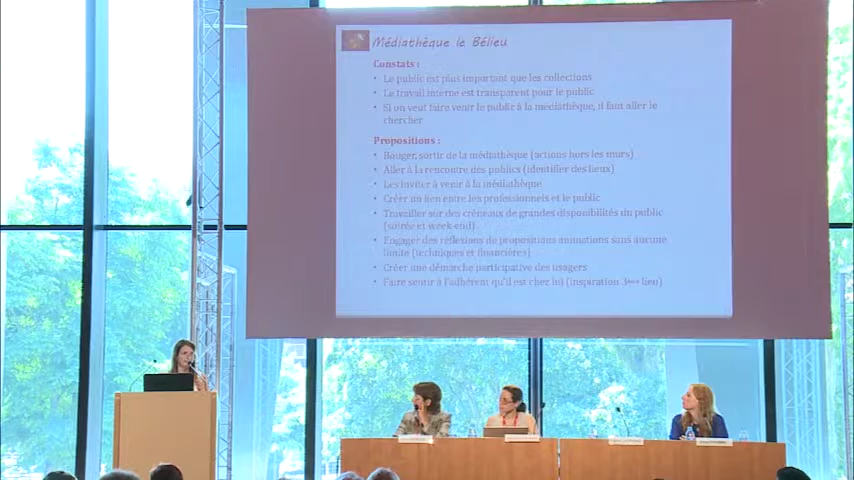 Médiathèque le Bélieu
Constats :
• Le public est plus important que les collections
• Le travail interne est transparent pour le public
• Si on veut faire venir le public à la médiathèque, il faut aller le
chercher
Propositions :
• Bouger, sortir de la médiathèque (actions hors les murs)
• Aller à la rencontre des publics (identifier des lieux)
• Les inviter à venir à la médiathèque
• Créer un lien entre les professionnels et le public
• Travailler sur des créneaux de grandes disponibilités du public
(soirée et week-end)
• Engager des réflexions de propositions animations sans aucune
limite (techniques et financières)
• Créer une démarche participative des usagers
• Faire sentir à l'adhérent qu'il est chez lui (inspiration 3ème lieu)